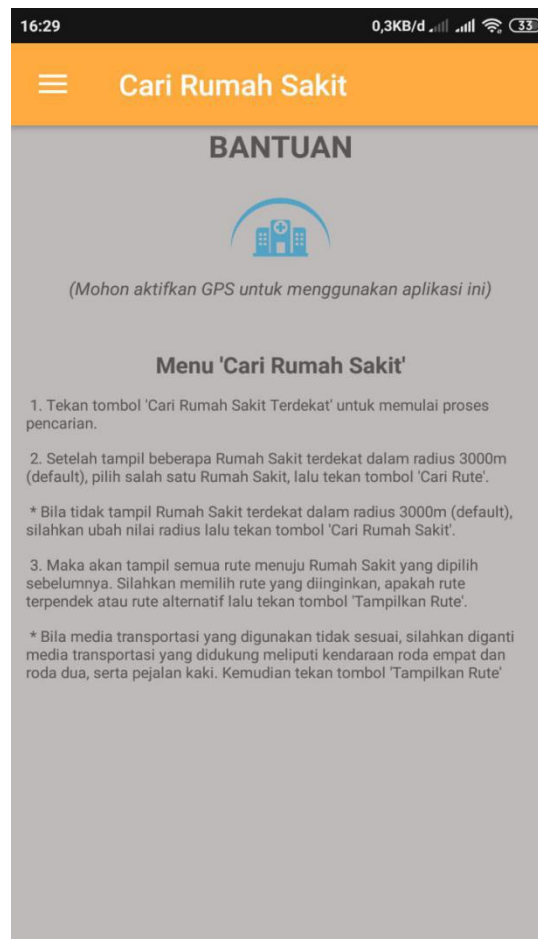 16:29 0,3KB/d 33
Cari Rumah Sakit
BANTUAN
(Mohon aktifkan GPS untuk menggunakan aplikasi ini)
Menu 'Cari Rumah Sakit'
1. Tekan tombol 'Cari Rumah Sakit Terdekat' untuk memulai proses
pencarian.
2. Setelah tampil beberapa Rumah Sakit terdekat dalam radius 3000m
(default), pilih salah satu Rumah Sakit, lalu tekan tombol 'Cari Rute'.
* Bila tidak tampil Rumah Sakit terdekat dalam radius 3000m (default),
silahkan ubah nilai radius lalu tekan tombol 'Cari Rumah Sakit'.
3. Maka akan tampil semua rute menuju Rumah Sakit yang dipilih
sebelumnya. Silahkan memilih rute yang diinginkan, apakah rute
terpendek atau rute alternatif lalu tekan tombol 'Tampilkan Rute'.
* Bila media transportasi yang digunakan tidak sesuai, silahkan diganti
media transportasi yang didukung meliputi kendaraan roda empat dan
roda dua, serta pejalan kaki. Kemudian tekan tombol 'Tampilkan Rute'